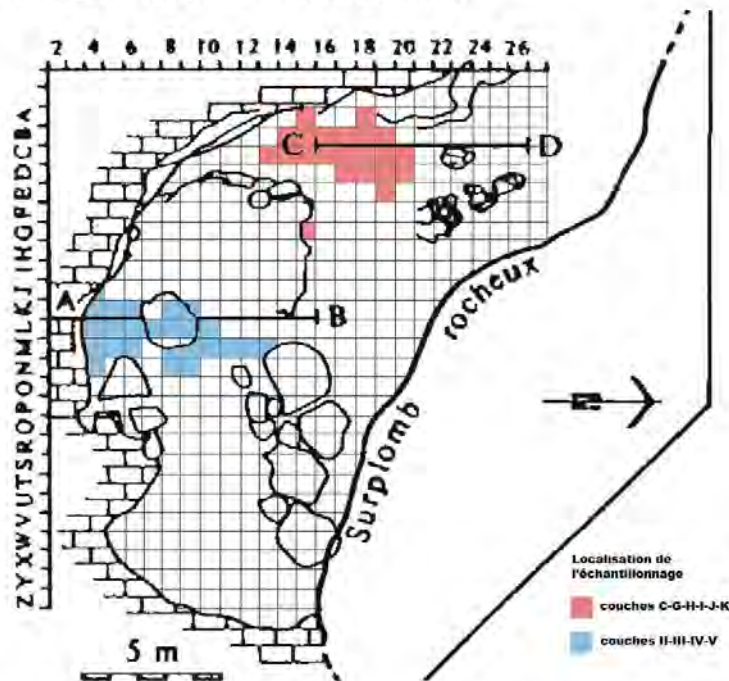 2 4 6 8 10 12 14 16 18 20 22 24 26
Z Y X W V U T S R O P O N M L K J I H G F E D C B A
C D
A B
Surplomb rocheux
N
5 m
Localisation de
l'échantillonnage
couches C-G-H-I-J-K
couches II-III-IV-V